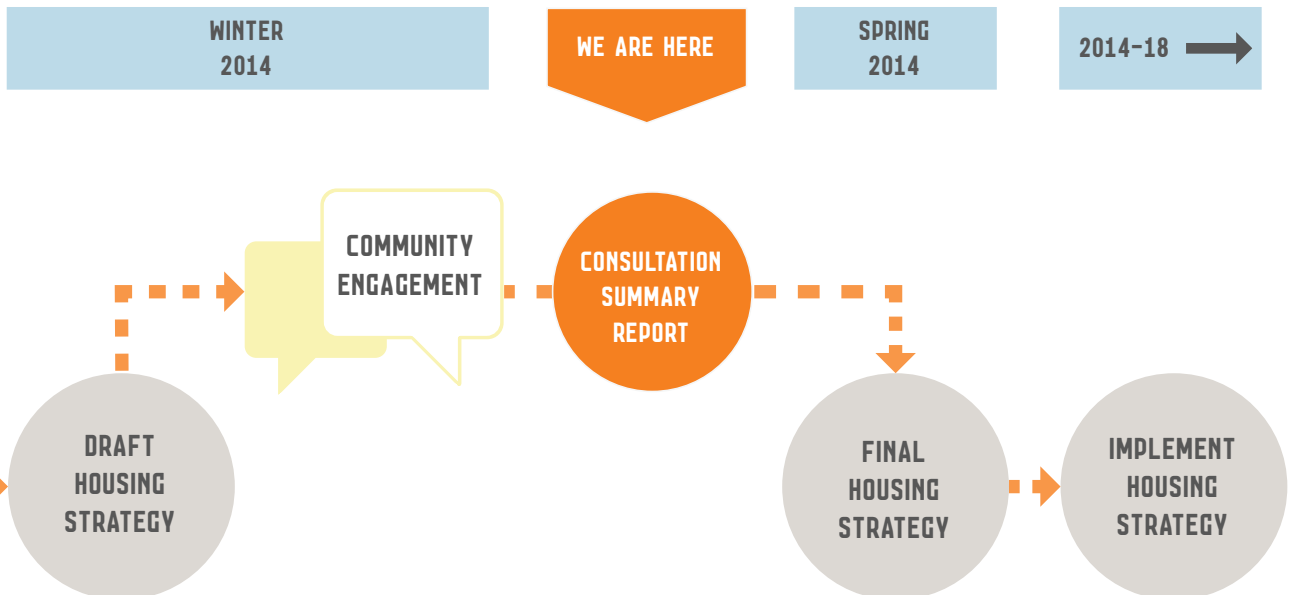 WINTER
2014
WE ARE HERE
SPRING
2014
2014-18
COMMUNITY
ENGAGEMENT
CONSULTATION
SUMMARY
REPORT
DRAFT
HOUSING
STRATEGY
FINAL
HOUSING
STRATEGY
IMPLEMENT
HOUSING
STRATEGY